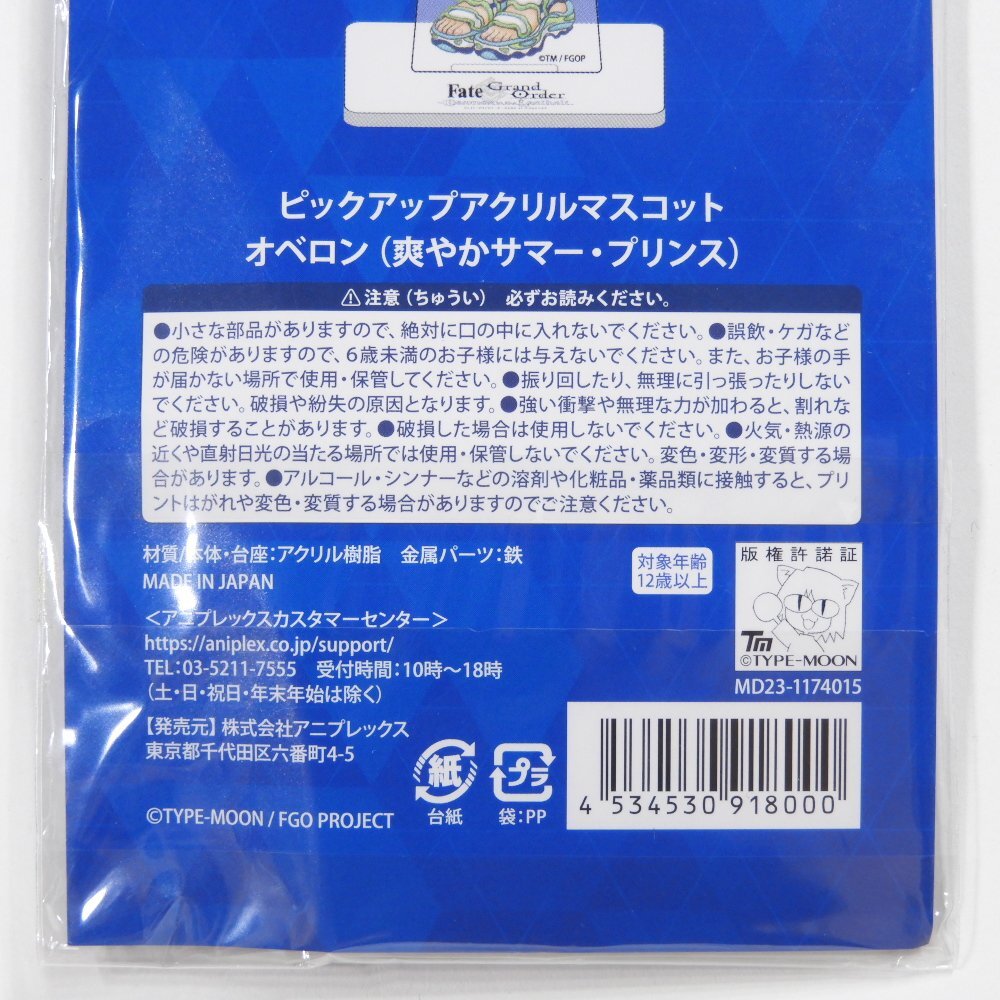 ©TM / FGOP
Fate Grand Order
ピックアップアクリルマスコット
オベロン（爽やかサマー・プリンス）
⚠注意（ちゅうい） 必ずお読みください。
●小さな部品がありますので、絶対に口の中に入れないでください。●誤飲・ケガなど
の危険がありますので、6歳未満のお子様には与えないでください。また、お子様の手
が届かない場所で使用・保管してください。●振り回したり、無理に引っ張ったりしない
でください。破損や紛失の原因となります。●強い衝撃や無理な力が加わると、割れな
ど破損することがあります。●破損した場合は使用しないでください。●火気・熱源の
近くや直射日光の当たる場所では使用・保管しないでください。変色・変形・変質する場
合があります。●アルコール・シンナーなどの溶剤や化粧品・薬品類に接触すると、プリ
ントはがれや変色・変質する場合がありますのでご注意ください。
材質/本体・台座：アクリル樹脂 金属パーツ：鉄
MADE IN JAPAN
対象年齢
12歳以上
版権許諾証
TM
©TYPE-MOON
MD23-1174015
＜アニプレックスカスタマーセンター＞
https://aniplex.co.jp/support/
TEL：03-5211-7555 受付時間：10時～18時
（土・日・祝日・年末年始は除く）
【発売元】株式会社アニプレックス
東京都千代田区六番町4-5
©TYPE-MOON / FGO PROJECT
紙
台紙
プラ
袋：PP
4 534530 918000